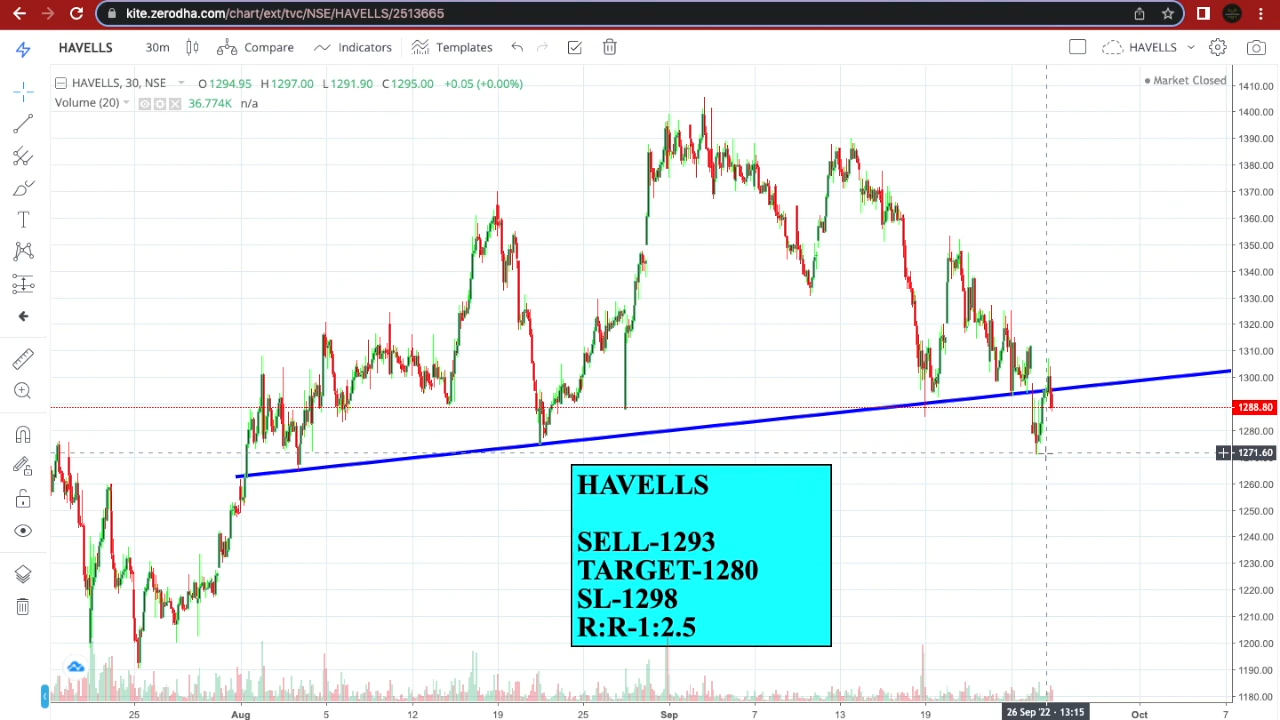 kite.zerodha.com/chart/ext/tvc/NSE/HAVELLS/2513665
HAVELLS 30m Compare Indicators Templates HAVELLS
HAVELLS, 30, NSE O1294.95 H1297.00 L1291.90 C1295.00 +0.05 (+0.00%) Market Closed
Volume (20) 36.774K n/a
1410.00
1400.00
1390.00
1380.00
1370.00
1360.00
1350.00
1340.00
1330.00
1320.00
1310.00
1300.00
1288.80
1280.00
1271.60
1260.00
1250.00
1240.00
1230.00
1220.00
1210.00
1200.00
1190.00
1180.00
HAVELLS
SELL-1293
TARGET-1280
SL-1298
R:R-1:2.5
25 Aug 5 12 19 25 Sep 7 13 19 26 Sep '22 - 13:15 Oct 7